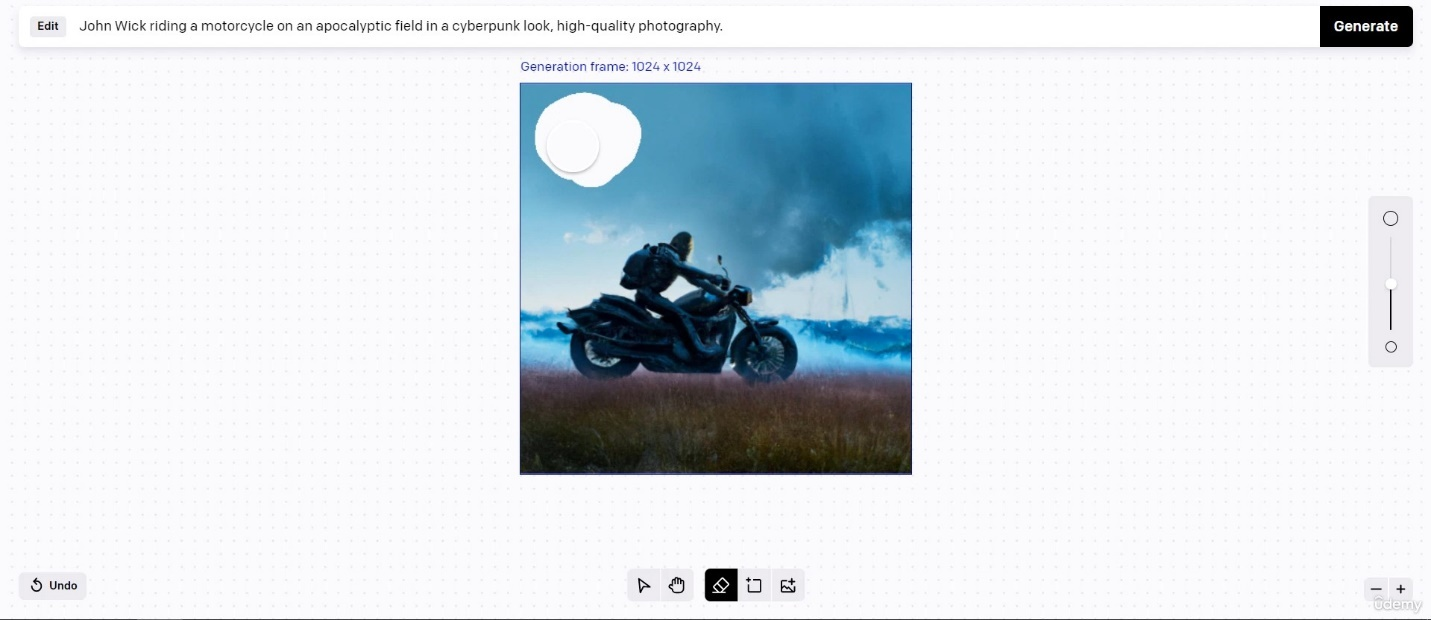 Edit John Wick riding a motorcycle on an apocalyptic field in a cyberpunk look, high-quality photography. Generate
Generation frame: 1024 x 1024
Undo
ûdemy